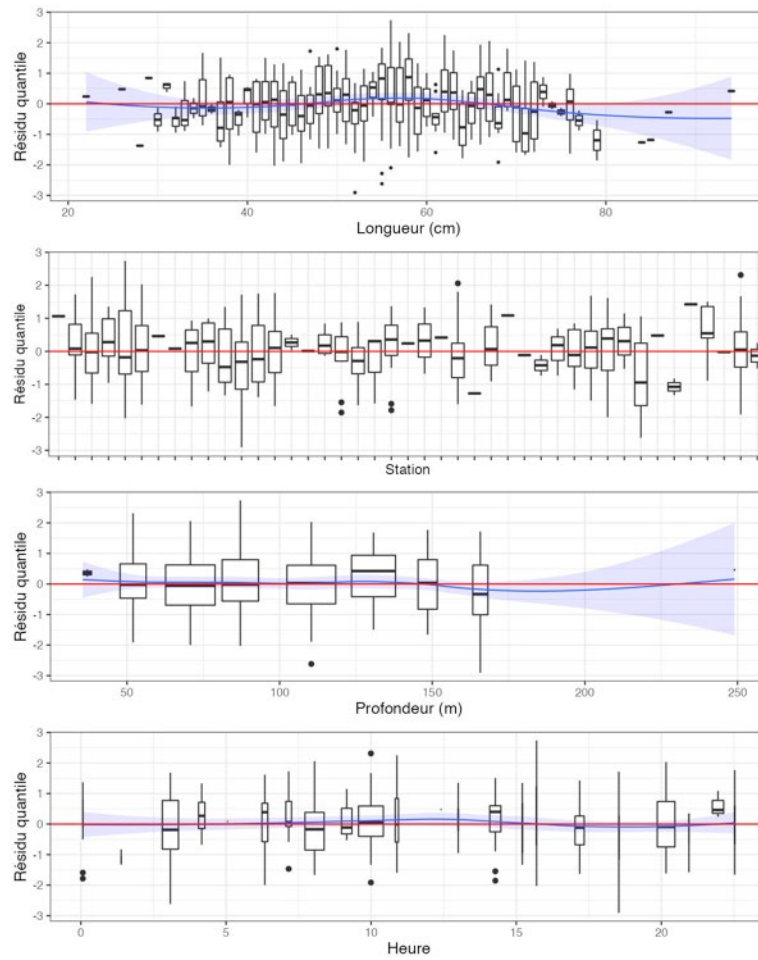 Résidu quantile
3
2
1
0
-1
-2
-3
20 40 60 80
Longueur (cm)
Résidu quantile
3
2
1
0
-1
-2
-3
Station
Résidu quantile
3
2
1
0
-1
-2
-3
50 100 150 200 250
Profondeur (m)
Résidu quantile
3
2
1
0
-1
-2
-3
0 5 10 15 20
Heure